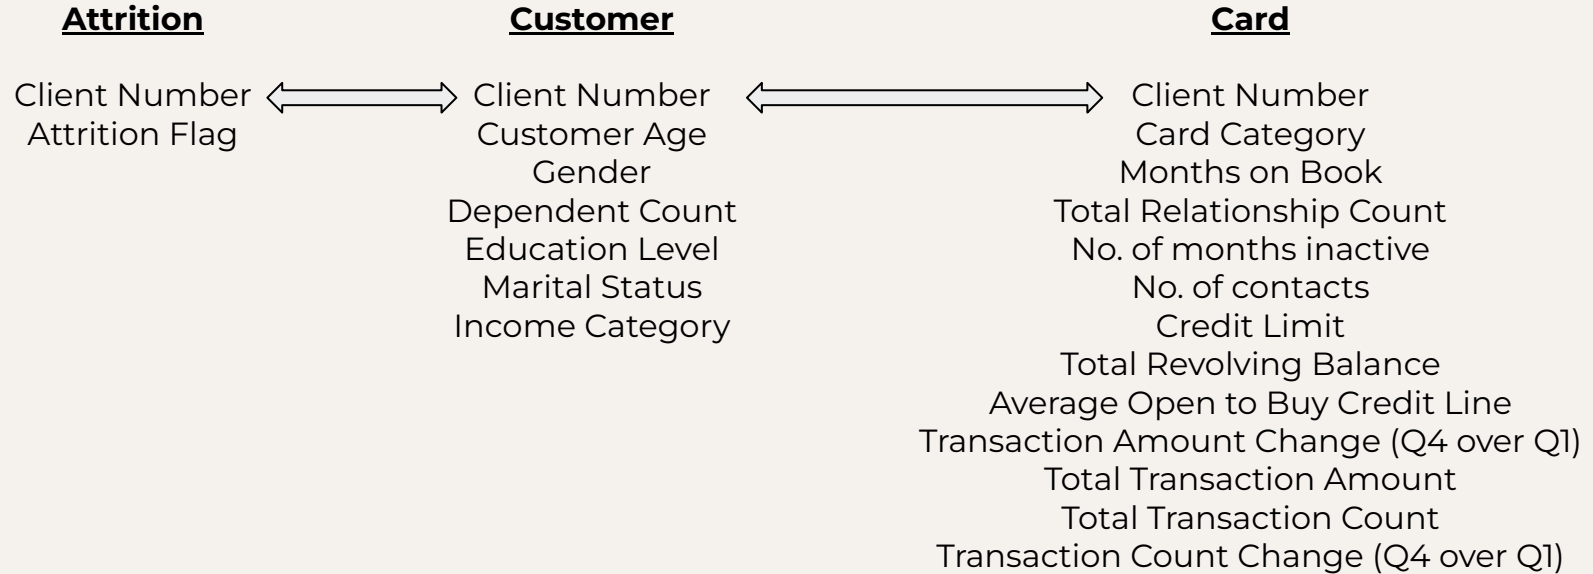 Attrition
Client Number
Attrition Flag
Customer
Client Number
Customer Age
Gender
Dependent Count
Education Level
Marital Status
Income Category
Card
Client Number
Card Category
Months on Book
Total Relationship Count
No. of months inactive
No. of contacts
Credit Limit
Total Revolving Balance
Average Open to Buy Credit Line
Transaction Amount Change (Q4 over Q1)
Total Transaction Amount
Total Transaction Count
Transaction Count Change (Q4 over Q1)